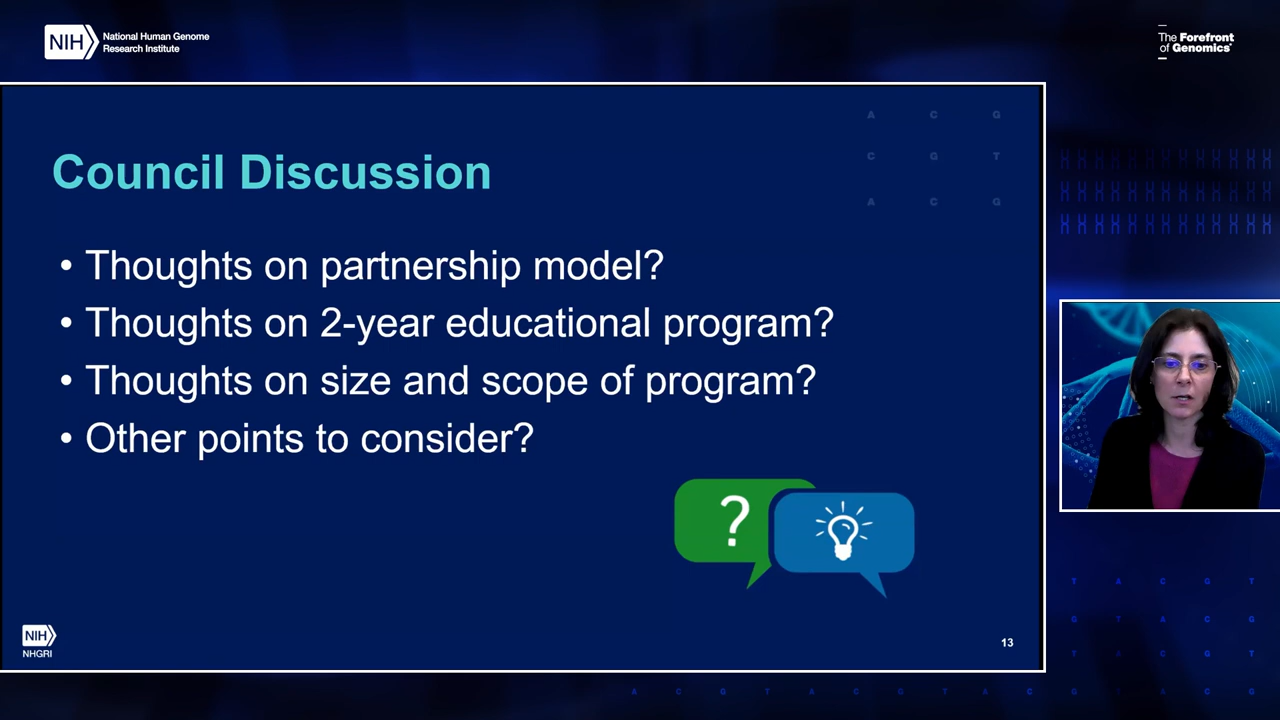 NIH
National Human Genome
Research Institute
The Forefront
of Genomics®
A C G
C G T
A C G
Council Discussion
• Thoughts on partnership model?
• Thoughts on 2-year educational program?
• Thoughts on size and scope of program?
• Other points to consider?
?
NIH
NHGRI
13
T A C G T
G T A C G
T A C G T
A C G T A C G T A C G T A C G